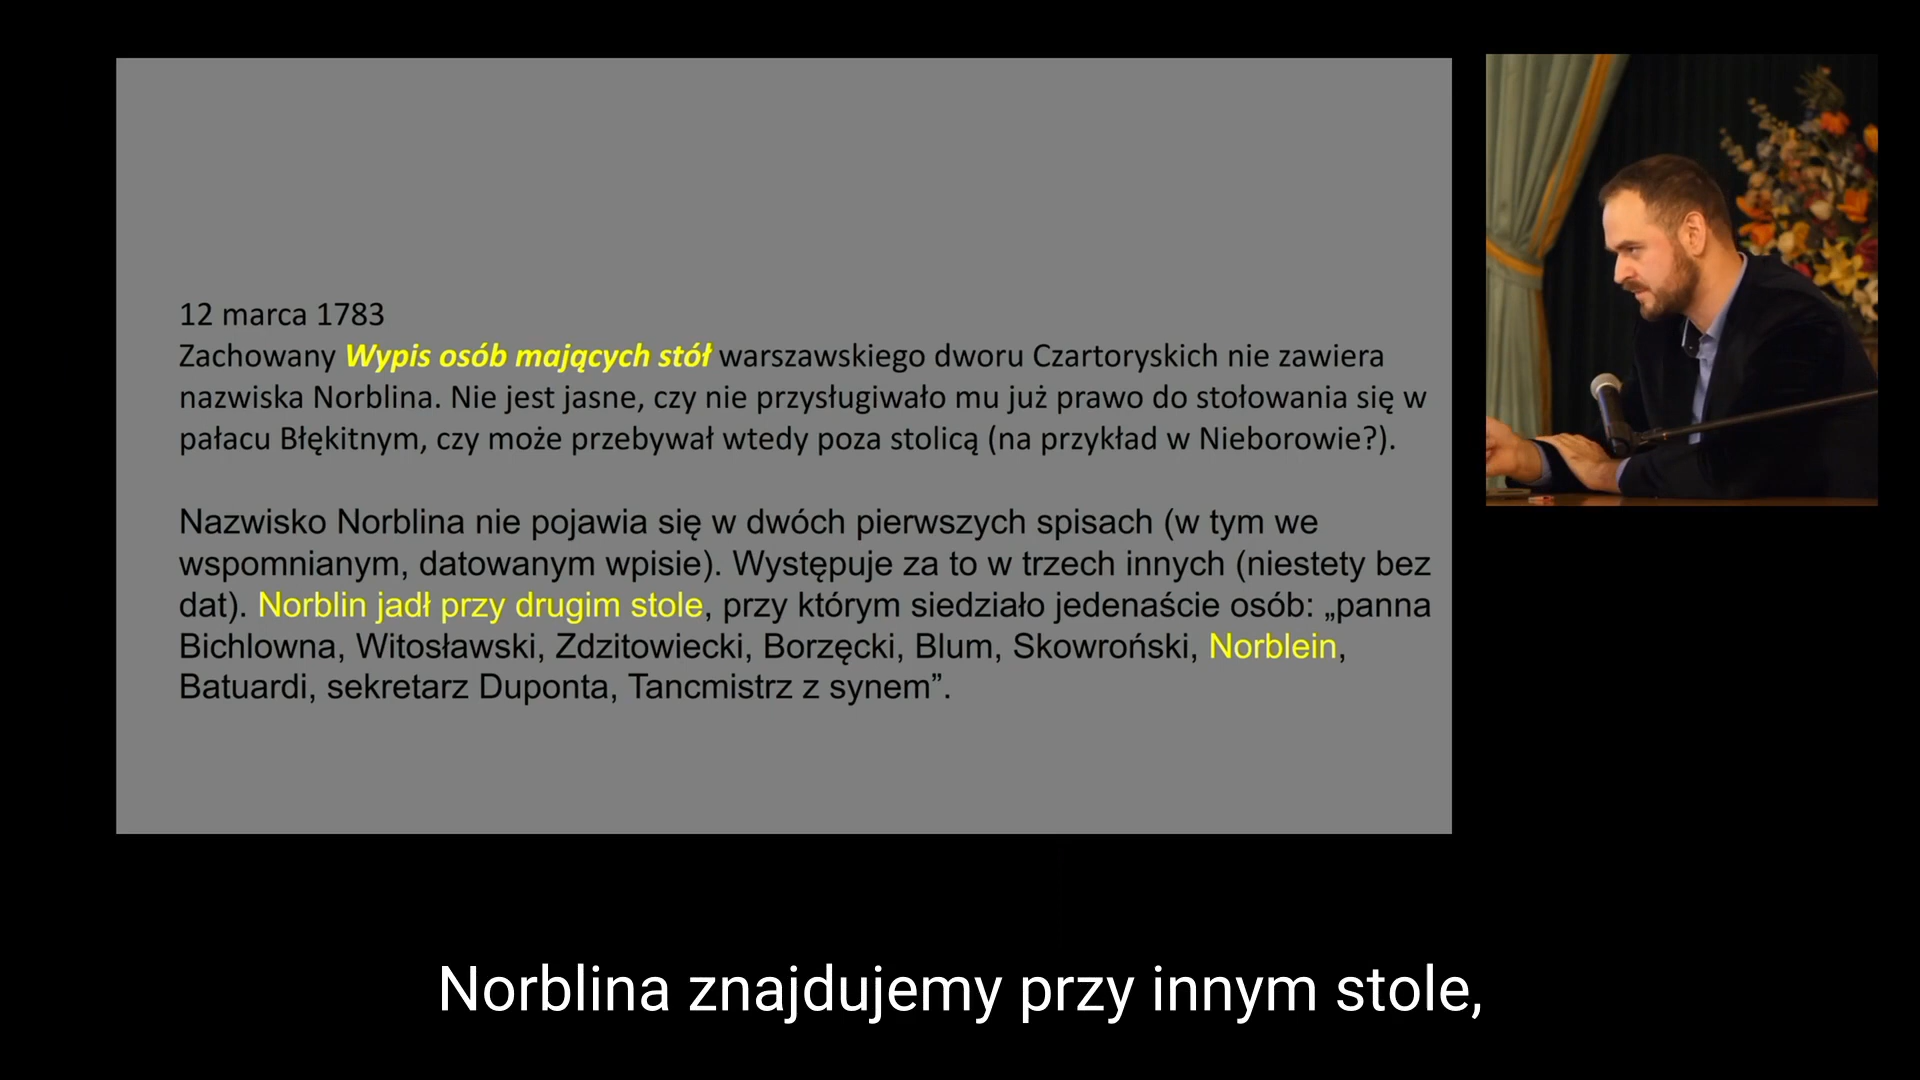 12 marca 1783
Zachowany Wypis osób mających stół warszawskiego dworu Czartoryskich nie zawiera
nazwiska Norblina. Nie jest jasne, czy nie przysługiwało mu już prawo do stołowania się w
pałacu Błękitnym, czy może przebywał wtedy poza stolicą (na przykład w Nieborowie?).
Nazwisko Norblina nie pojawia się w dwóch pierwszych spisach (w tym we
wspomnianym, datowanym wpisie). Występuje za to w trzech innych (niestety bez
dat). Norblin jadł przy drugim stole, przy którym siedziało jedenaście osób: „panna
Bichlowna, Witosławski, Zdzitowiecki, Borzęcki, Blum, Skowroński, Norblein,
Batuardi, sekretarz Duponta, Tancmistrz z synem”.
Norblina znajdujemy przy innym stole,